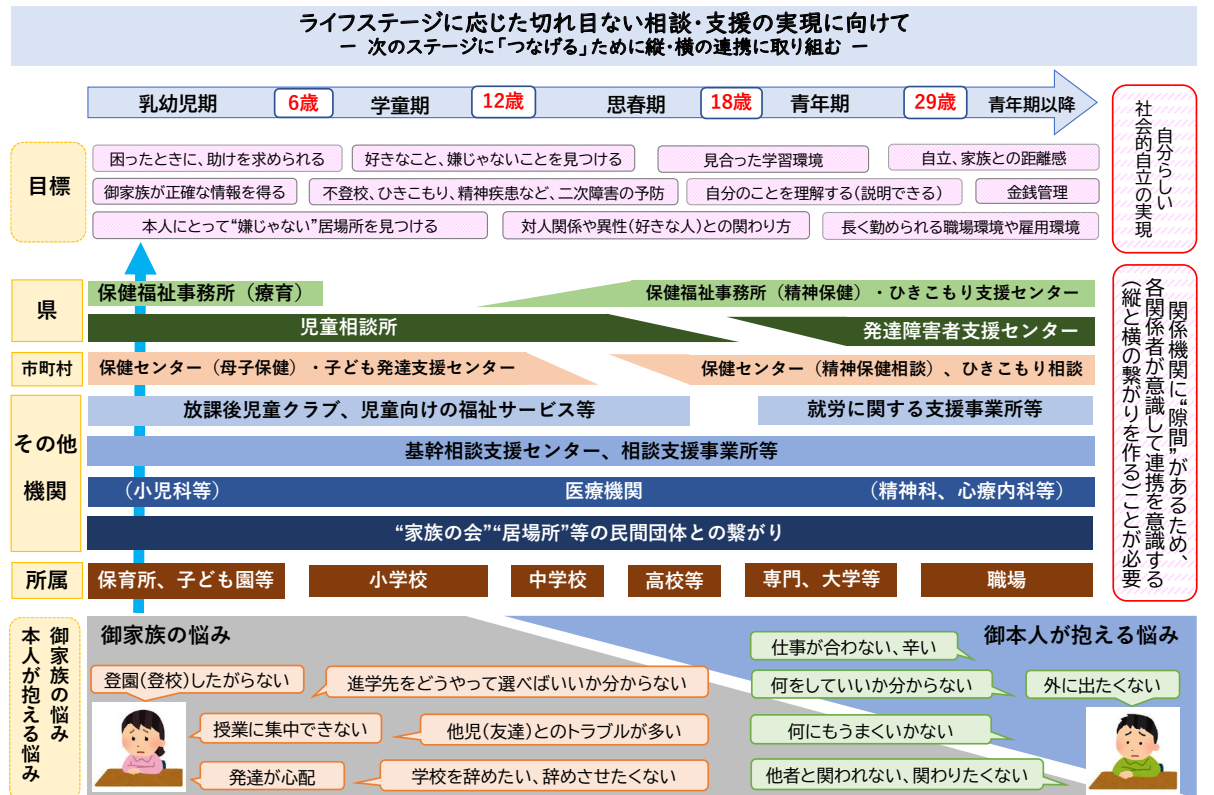 ライフステージに応じた切れ目ない相談・支援の実現に向けて
― 次のステージに「つなげる」ために縦・横の連携に取り組む ―
乳幼児期
6歳
学童期
12歳
思春期
18歳
青年期
29歳
青年期以降
自分らしい
社会的自立の実現
目標
困ったときに、助けを求められる
好きなこと、嫌じゃないことを見つける
見合った学習環境
自立、家族との距離感
御家族が正確な情報を得る
不登校、ひきこもり、精神疾患など、二次障害の予防
自分のことを理解する(説明できる)
金銭管理
本人にとって“嫌じゃない”居場所を見つける
対人関係や異性(好きな人)との関わり方
長く勤められる職場環境や雇用環境
県
保健福祉事務所(療育)
保健福祉事務所(精神保健)・ひきこもり支援センター
児童相談所
発達障害者支援センター
市町村
保健センター(母子保健)・子ども発達支援センター
保健センター(精神保健相談)、ひきこもり相談
その他
機関
放課後児童クラブ、児童向けの福祉サービス等
就労に関する支援事業所等
基幹相談支援センター、相談支援事業所等
(小児科等)
医療機関
(精神科、心療内科等)
“家族の会”“居場所”等の民間団体との繋がり
関係機関に“隙間”があるため、
各関係者が意識して連携を意識する
(縦と横の繋がりを作る)ことが必要
所属
保育所、子ども園等
小学校
中学校
高校等
専門、大学等
職場
御家族の悩み
本人が抱える悩み
御家族の悩み
登園(登校)したがらない
進学先をどうやって選べばいいか分からない
授業に集中できない
他児(友達)とのトラブルが多い
発達が心配
学校を辞めたい、辞めさせたくない
御本人が抱える悩み
仕事が合わない、辛い
何をしていいか分からない
外に出たくない
何にもうまくいかない
他者と関われない、関わりたくない